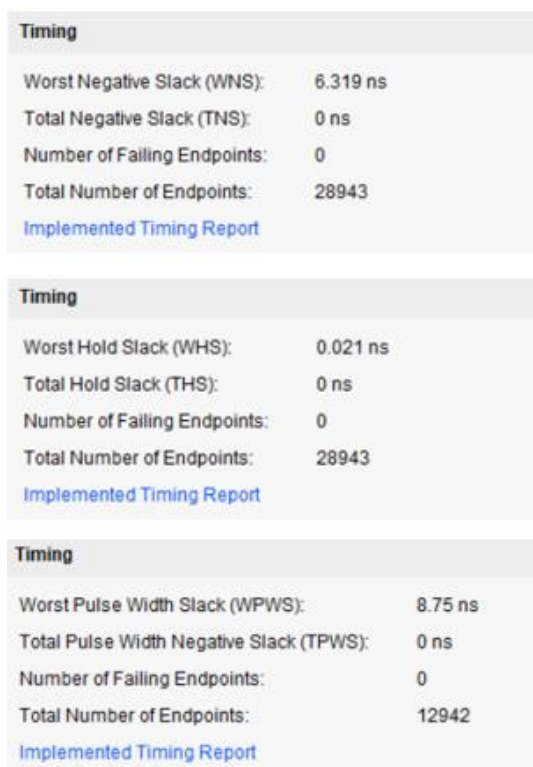 Timing
Worst Negative Slack (WNS): 6.319 ns
Total Negative Slack (TNS): 0 ns
Number of Failing Endpoints: 0
Total Number of Endpoints: 28943
Implemented Timing Report
Timing
Worst Hold Slack (WHS): 0.021 ns
Total Hold Slack (THS): 0 ns
Number of Failing Endpoints: 0
Total Number of Endpoints: 28943
Implemented Timing Report
Timing
Worst Pulse Width Slack (WPWS): 8.75 ns
Total Pulse Width Negative Slack (TPWS): 0 ns
Number of Failing Endpoints: 0
Total Number of Endpoints: 12942
Implemented Timing Report